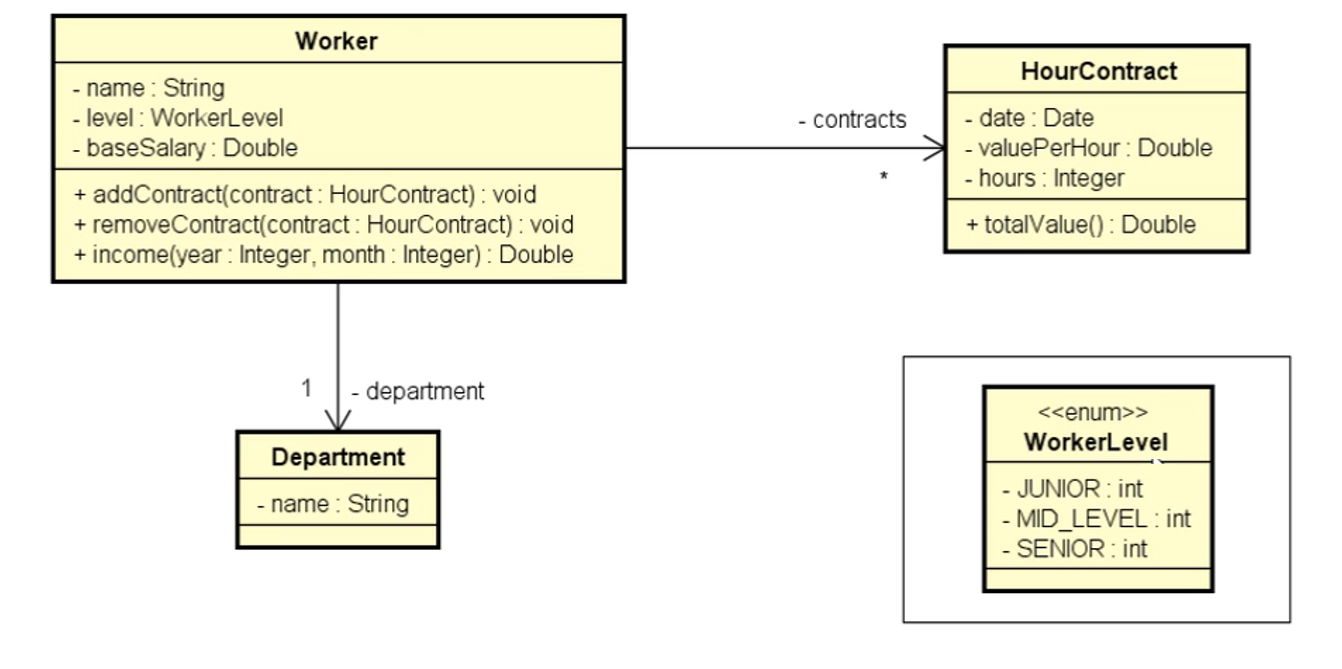 Worker
- name : String
- level : WorkerLevel
- baseSalary : Double
+ addContract(contract : HourContract) : void
+ removeContract(contract : HourContract) : void
+ income(year : Integer, month : Integer) : Double
- contracts
*
HourContract
- date : Date
- valuePerHour : Double
- hours : Integer
+ totalValue() : Double
1
- department
Department
- name : String
<<enum>>
WorkerLevel
- JUNIOR : int
- MID_LEVEL : int
- SENIOR : int